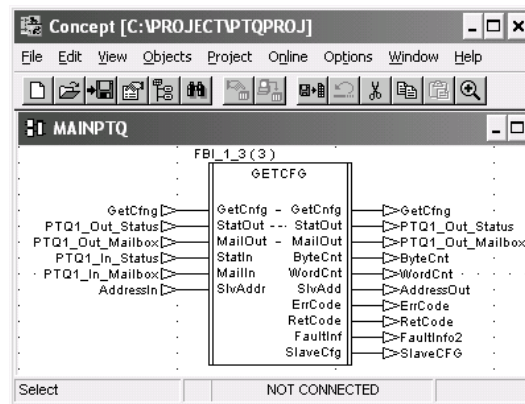 Concept [C:\PROJECT\PTQPROJ]
File Edit View Objects Project Online Options Window Help
MAINPTQ
FBI_1_3(3)
GETCFG
GetCfng GetCnfg - GetCnfg GetCfng
PTQ1_Out_Status StatOut --- StatOut PTQ1_Out_Status
PTQ1_Out_Mailbox MailOut - MailOut PTQ1_Out_Mailbox
PTQ1_In_Status StatIn ByteCnt ByteCnt
PTQ1_In_Mailbox MailIn WordCnt WordCnt
AddressIn SlvAddr SlvAdd AddressOut
ErrCode ErrCode
RetCode RetCode
FaultInf FaultInfo2
SlaveCfg SlaveCFG
Select NOT CONNECTED